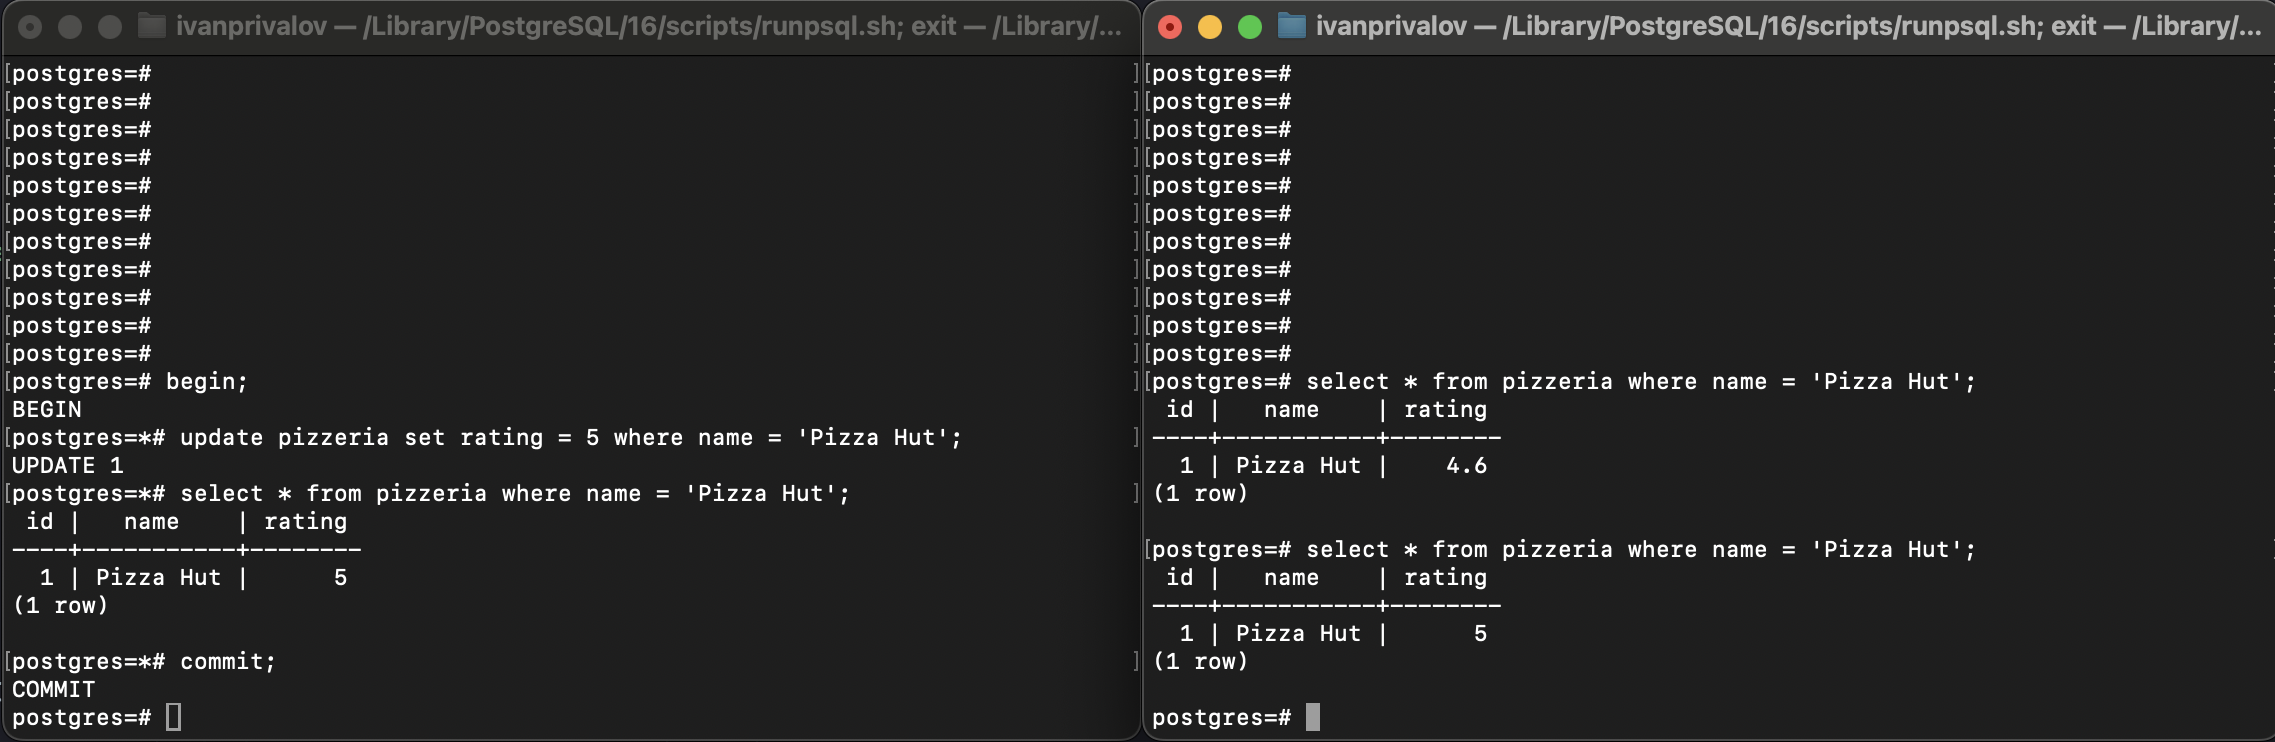 ivanprivalov — /Library/PostgreSQL/16/scripts/runpsql.sh; exit — /Library/...
[postgres=# ]
[postgres=# ]
[postgres=# ]
[postgres=# ]
[postgres=# ]
[postgres=# ]
[postgres=# ]
[postgres=# ]
[postgres=# ]
[postgres=# ]
[postgres=# ]
[postgres=# begin; ]
BEGIN
[postgres=*# update pizzeria set rating = 5 where name = 'Pizza Hut'; ]
UPDATE 1
[postgres=*# select * from pizzeria where name = 'Pizza Hut'; ]
 id |   name    | rating
----+-----------+--------
  1 | Pizza Hut |      5
(1 row)
[postgres=*# commit; ]
COMMIT
postgres=#
ivanprivalov — /Library/PostgreSQL/16/scripts/runpsql.sh; exit — /Library/...
[postgres=#
[postgres=#
[postgres=#
[postgres=#
[postgres=#
[postgres=#
[postgres=#
[postgres=#
[postgres=#
[postgres=#
[postgres=#
[postgres=# select * from pizzeria where name = 'Pizza Hut';
 id |   name    | rating
----+-----------+--------
  1 | Pizza Hut |    4.6
(1 row)
[postgres=# select * from pizzeria where name = 'Pizza Hut';
 id |   name    | rating
----+-----------+--------
  1 | Pizza Hut |      5
(1 row)
postgres=#